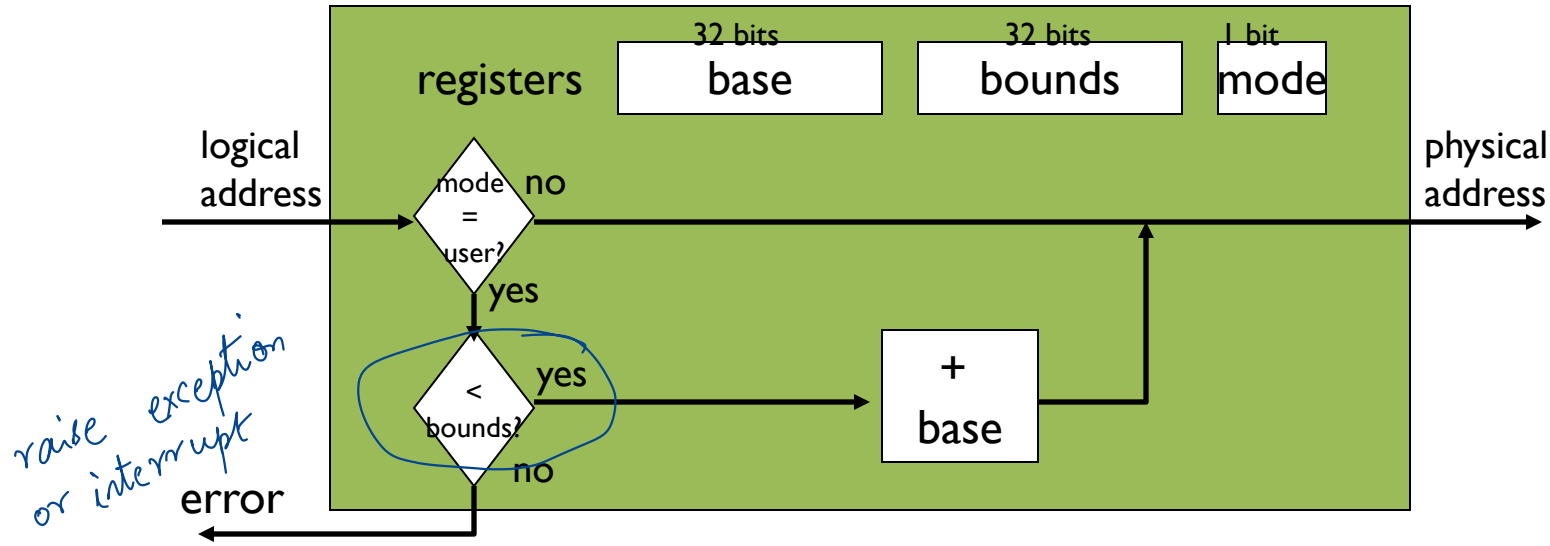 32 bits
32 bits
1 bit
registers
base
bounds
mode
logical
address
physical
address
mode
=
user?
no
yes
<
bounds?
yes
no
+
base
raise exception
or interrupt
error